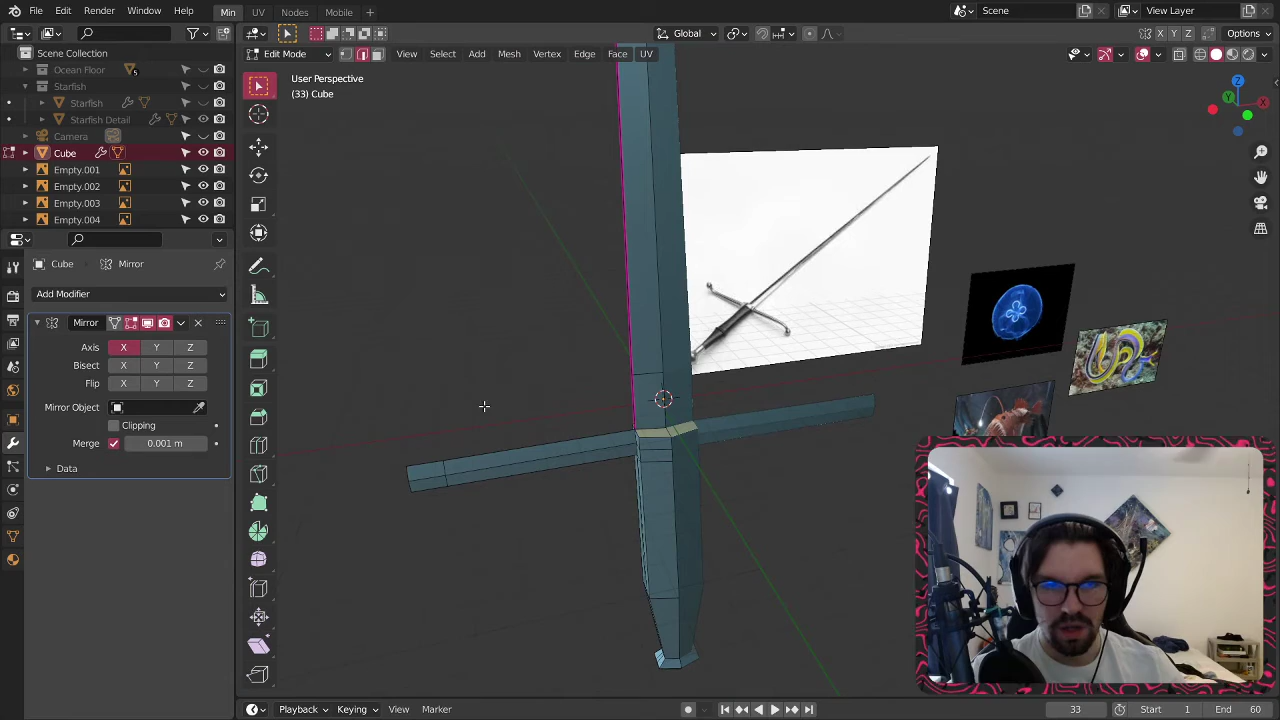 File Edit Render Window Help Min UV Nodes Mobile Scene View Layer
Global Options
Scene Collection
Ocean Floor 5
Starfish
Starfish
Starfish Detail
Camera
Cube
Empty.001
Empty.002
Empty.003
Empty.004
Edit Mode View Select Add Mesh Vertex Edge Face UV X Y Z
User Perspective
(33) Cube
Z
Y
X
Cube Mirror
Add Modifier
Mirror
Axis X Y Z
Bisect X Y Z
Flip X Y Z
Mirror Object
Clipping
Merge 0.001 m
Data
Playback Keying View Marker 33 Start 1 End 60